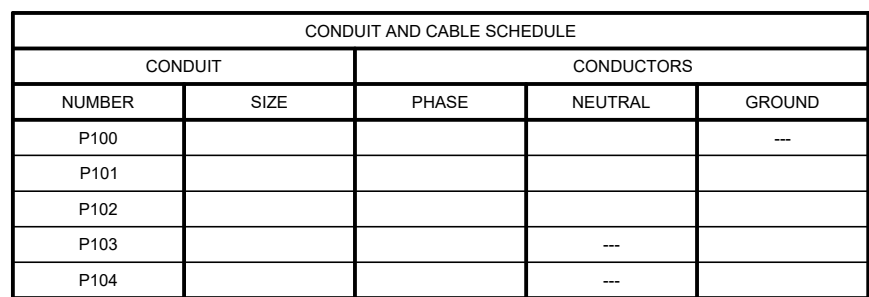 CONDUIT AND CABLE SCHEDULE
CONDUIT CONDUCTORS
NUMBER SIZE PHASE NEUTRAL GROUND
P100 ---
P101
P102
P103 ---
P104 ---